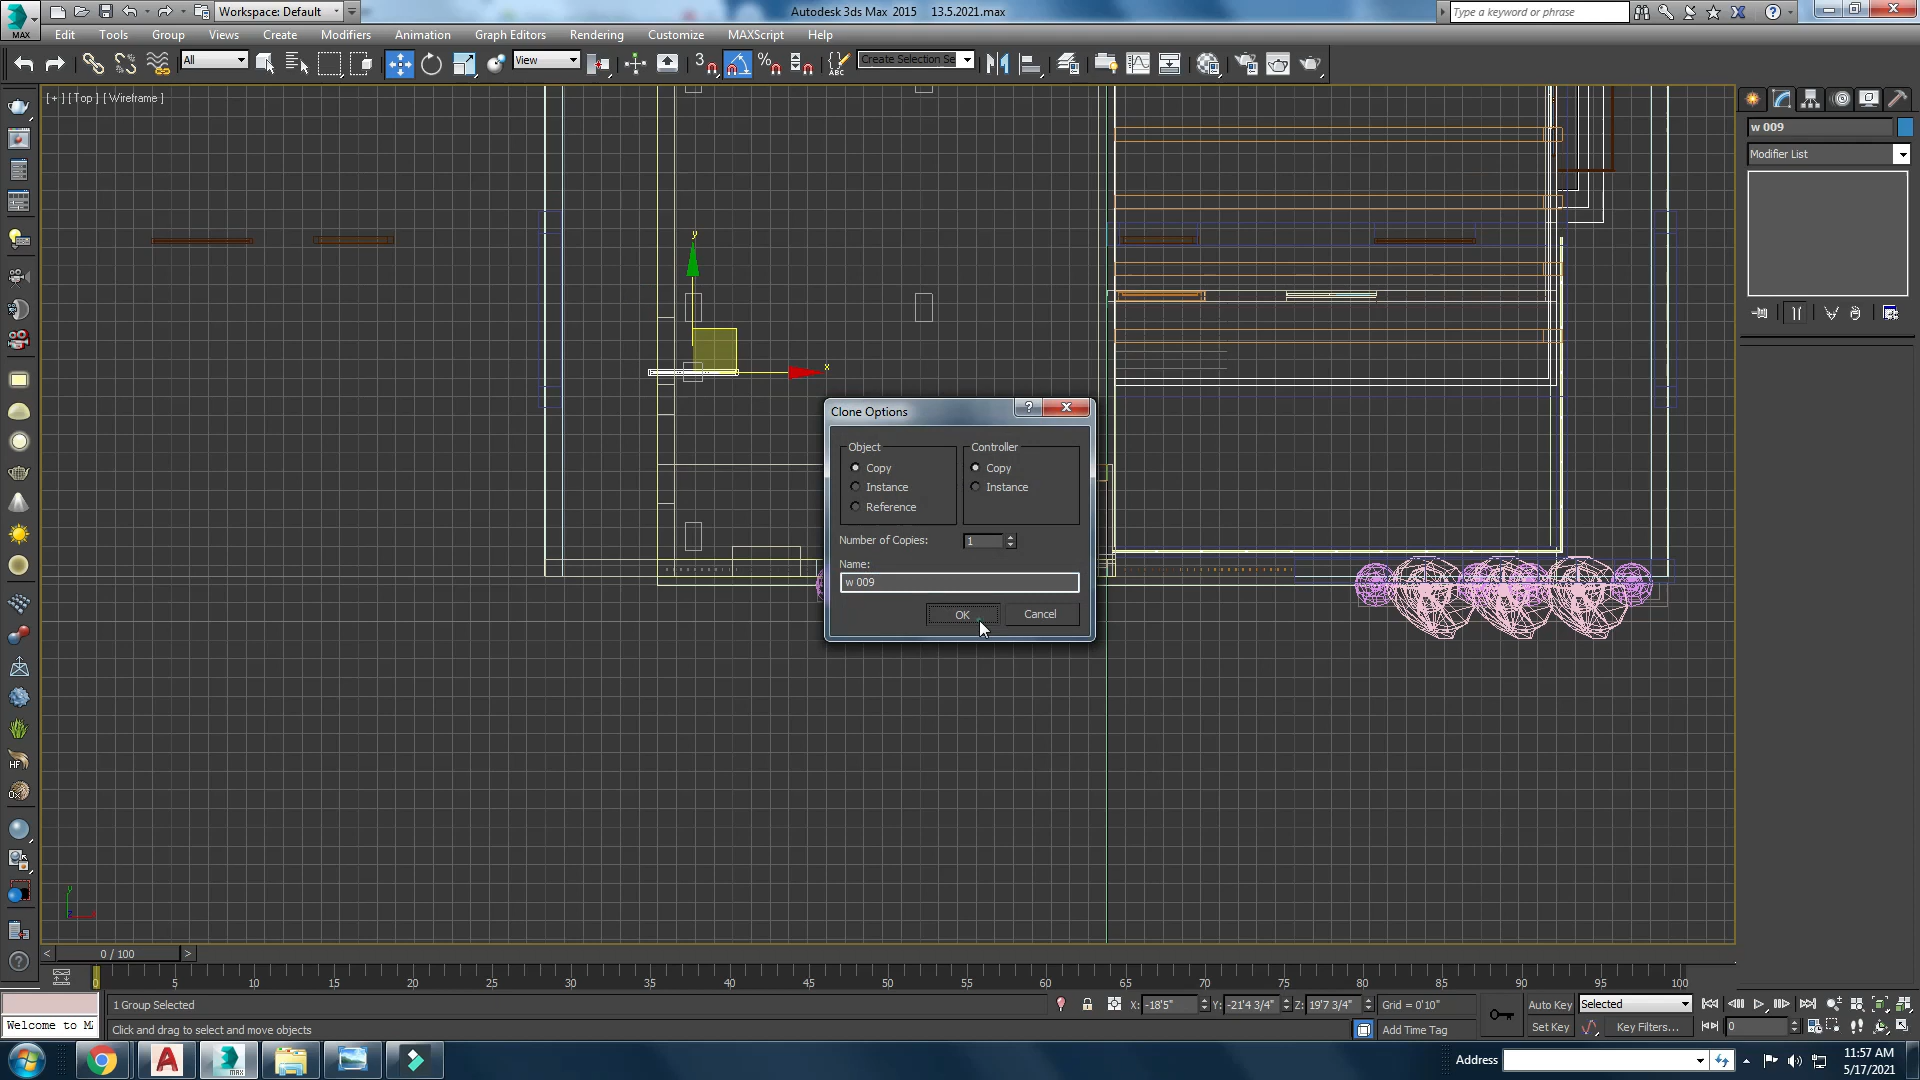 Workspace: Default
Autodesk 3ds Max 2015 13.5.2021.max
Type a keyword or phrase
MAX
Edit Tools Group Views Create Modifiers Animation Graph Editors Rendering Customize MAXScript Help
All
View
3
%
ABC
Create Selection Se
[ + ] [ Top ] [ Wireframe ]
w 009
Modifier List
y
x
Clone Options
Object
Controller
Copy
Copy
Instance
Instance
Reference
Number of Copies: 1
Name:
w 009
OK
Cancel
HF
< 0 / 100 >
0 5 10 15 20 25 30 35 40 45 50 55 60 65 70 75 80 85 90 95 100
1 Group Selected
X: -18'5" Y: -21'4 3/4" Z: 19'7 3/4" Grid = 0'10"
Auto Key
Selected
Welcome to M
Click and drag to select and move objects
Add Time Tag
Set Key
Key Filters...
0
Address
11:57 AM
5/17/2021